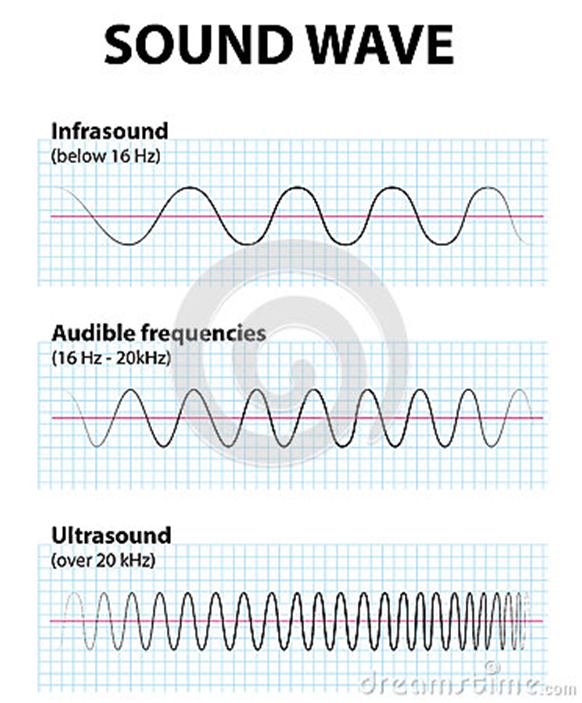 SOUND WAVE
Infrasound
(below 16 Hz)
Audible frequencies
(16 Hz - 20kHz)
Ultrasound
(over 20 kHz)
dreamstime.com